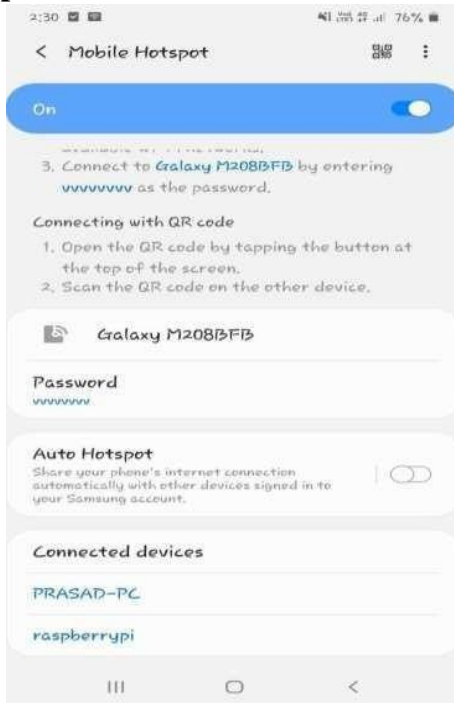 2:30 76%
Mobile Hotspot
On
3. Connect to Galaxy M208BFB by entering
vvvvvvvv as the password.
Connecting with QR code
1. Open the QR code by tapping the button at
the top of the screen.
2. Scan the QR code on the other device.
Galaxy M208BFB
Password
vvvvvvvv
Auto Hotspot
Share your phone's internet connection
automatically with other devices signed in to
your Samsung account.
Connected devices
PRASAD-PC
raspberrypi